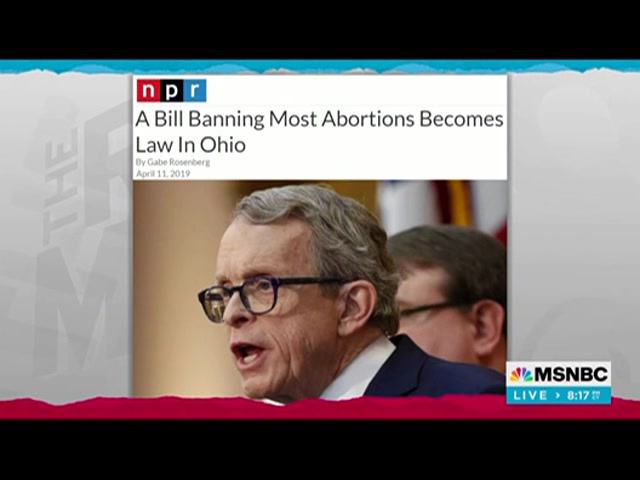 npr
A Bill Banning Most Abortions Becomes
Law In Ohio
By Gabe Rosenberg
April 11, 2019
THE
MSNBC
LIVE > 8:17